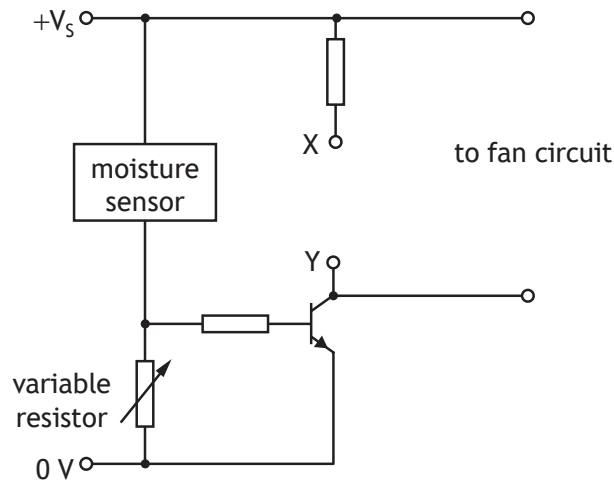 +Vs
X
to fan circuit
moisture
sensor
Y
variable
resistor
0 V